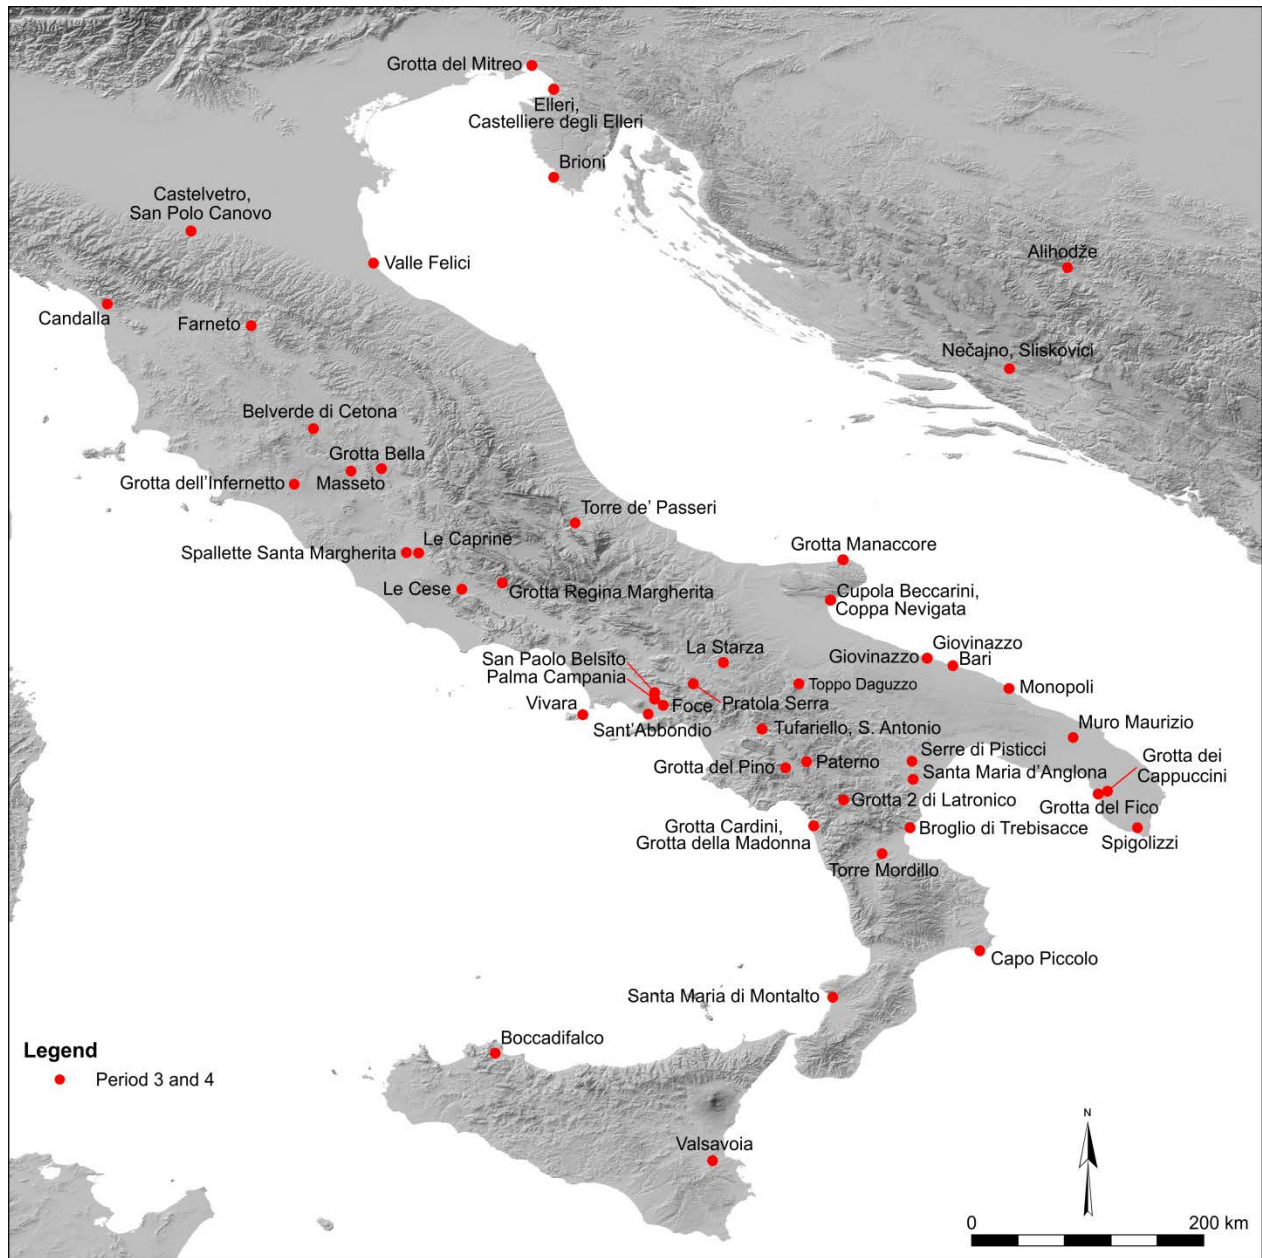 Grotta del Mitreo
Elleri,
Castelliere degli Elleri
Brioni
Castelvetro,
San Polo Canovo
Valle Felici
Alihodže
Candalla
Farneto
Nečajno, Sliskovici
Belverde di Cetona
Grotta Bella
Grotta dell'Infernetto
Masseto
Torre de' Passeri
Spallette Santa Margherita
Le Caprine
Grotta Manaccore
Le Cese
Grotta Regina Margherita
Cupola Beccarini,
Coppa Nevigata
Giovinazzo
Giovinazzo
Bari
La Starza
San Paolo Belsito
Palma Campania
Toppo Daguzzo
Monopoli
Vivara
Foce
Pratola Serra
Sant'Abbondio
Tufariello, S. Antonio
Muro Maurizio
Serre di Pisticci
Grotta dei
Cappuccini
Grotta del Pino
Paterno
Santa Maria d'Anglona
Grotta 2 di Latronico
Grotta del Fico
Grotta Cardini,
Grotta della Madonna
Broglio di Trebisacce
Spigolizzi
Torre Mordillo
Capo Piccolo
Santa Maria di Montalto
Boccadifalco
Legend
Period 3 and 4
Valsavoia
N
0 200 km